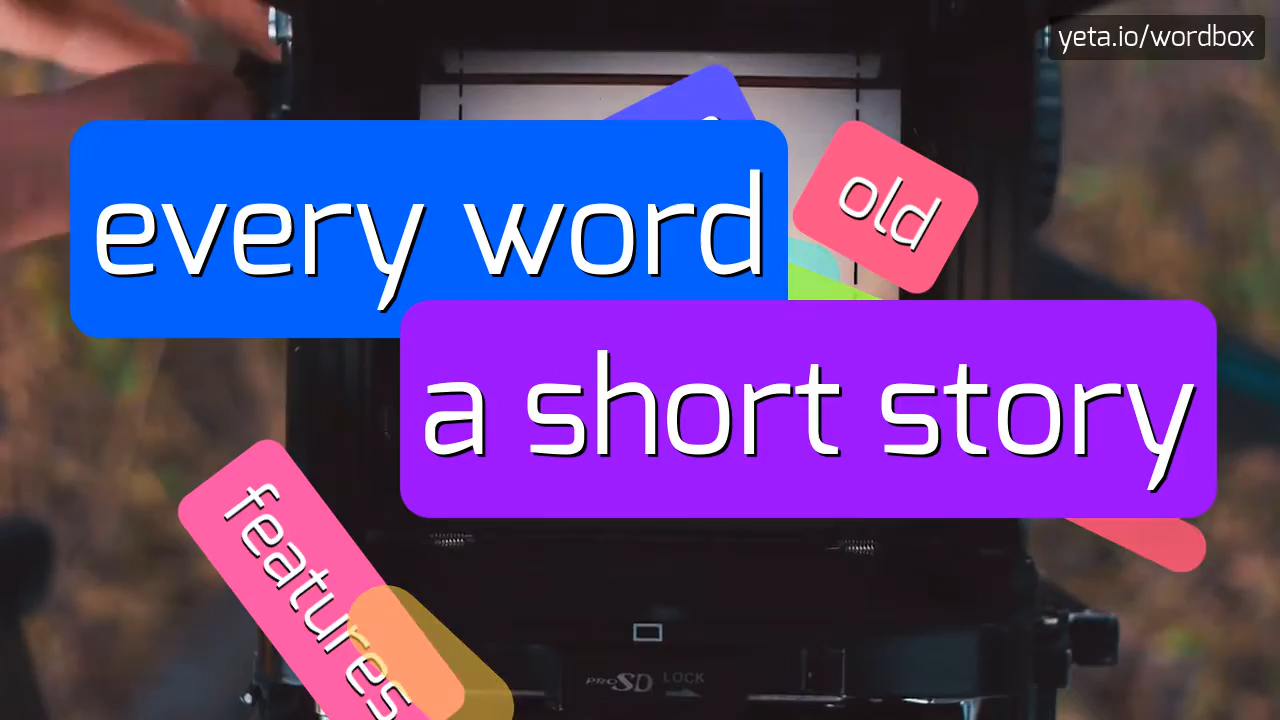 yeta.io/wordbox
every word
old
a short story
features
PRO SD LOCK